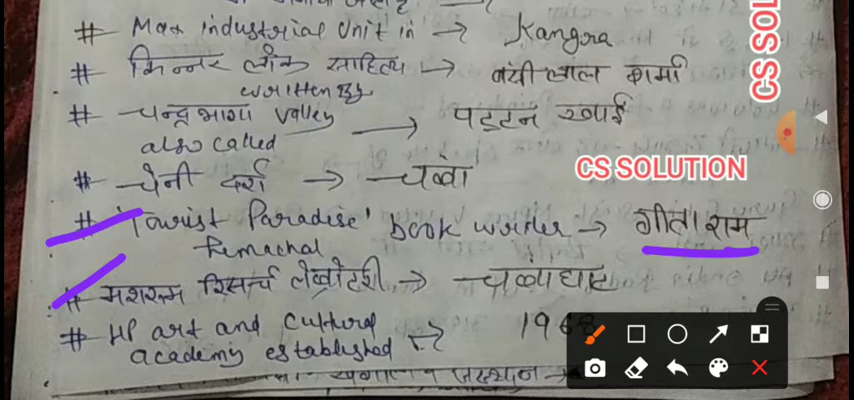 # Max industrial Unit in → Kangra
# किन्नर लोक साहित्य → बंशीलाल शर्मा
written by
# चन्द्रभागा valley → पट्टन खाई
also called
CS SOLUTION
# चैनी दर्रा → चम्बा
# 'Tourist Paradise' book writer → गीता राम
Himachal
# मशरूम रिसर्च लेबोटरी → चम्बाघाट
# HP art and cultural
academy established → 1968
CS SOL